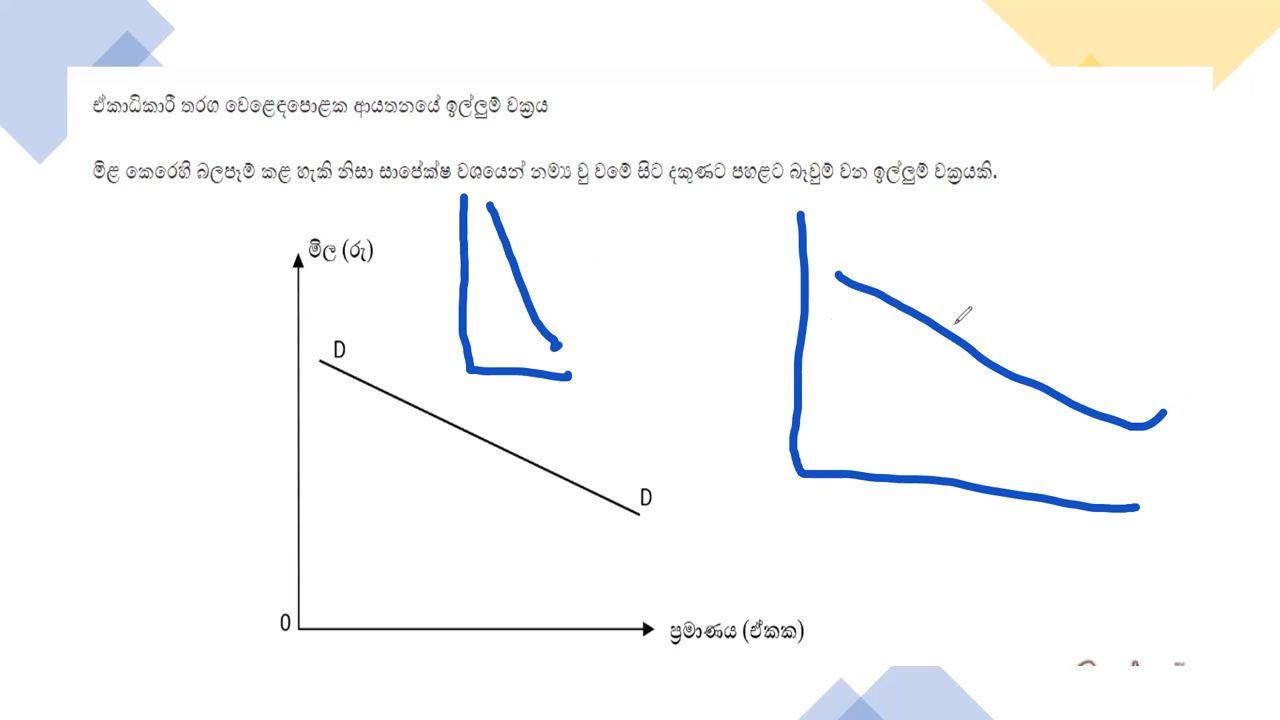 ඒකාධිකාරී තරග වෙළෙඳපොළක ආයතනයේ ඉල්ලුම් වක්‍රය
මිළ කෙරෙහි බලපෑම් කළ හැකි නිසා සාපේක්ෂ වශයෙන් නම්‍ය වු වමේ සිට දකුණට පහළට බෑවුම් වන ඉල්ලුම් වක්‍රයකි.
මිල (රු)
D
D
0
ප්‍රමාණය (ඒකක)